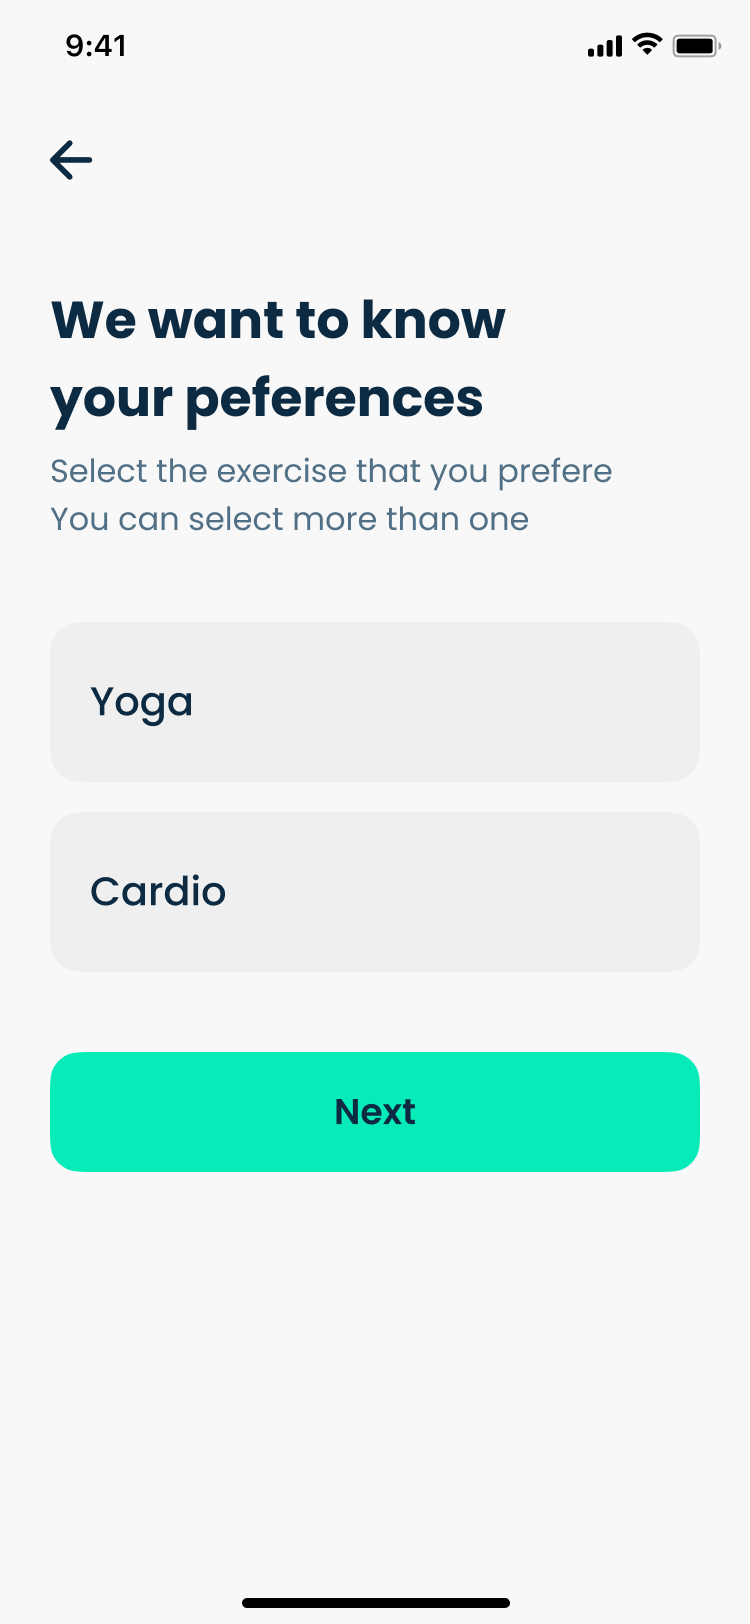 9:41
We want to know
your peferences
Select the exercise that you prefere
You can select more than one
Yoga
Cardio
Next